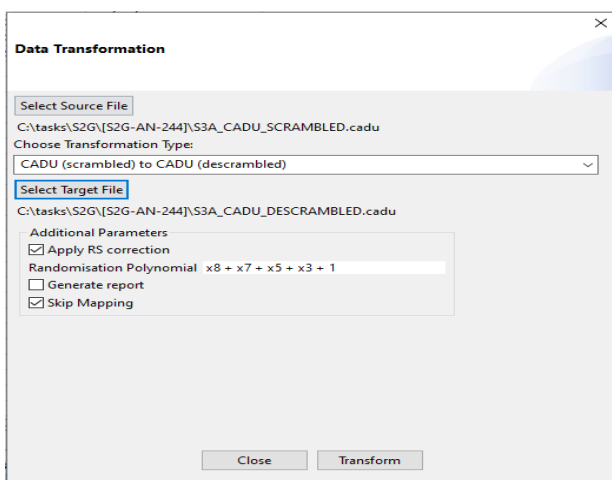 Data Transformation
Select Source File
C:\tasks\S2G\[S2G-AN-244]\S3A_CADU_SCRAMBLED.cadu
Choose Transformation Type:
CADU (scrambled) to CADU (descrambled)
Select Target File
C:\tasks\S2G\[S2G-AN-244]\S3A_CADU_DESCRAMBLED.cadu
Additional Parameters
Apply RS correction
Randomisation Polynomial x8 + x7 + x5 + x3 + 1
Generate report
Skip Mapping
Close Transform